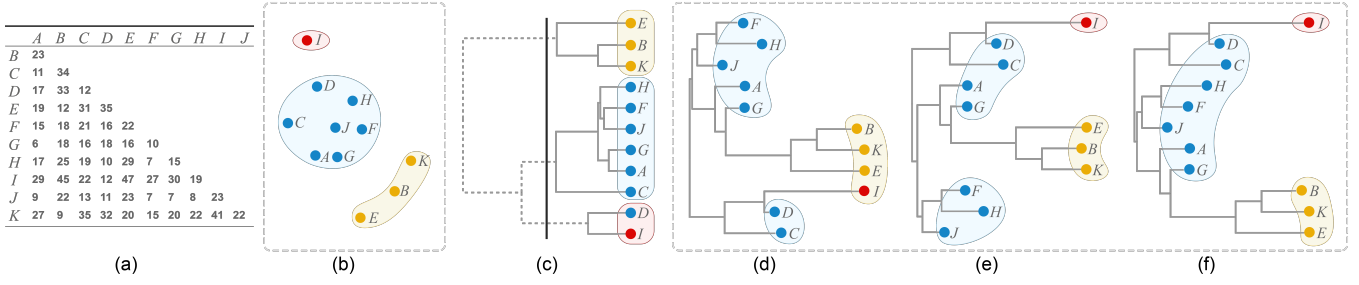 A B C D E F G H I J
B 23
C 11 34
D 17 33 12
E 19 12 31 35
F 15 18 21 16 22
G 6 18 16 18 16 10
H 17 25 19 10 29 7 15
I 29 45 22 12 47 27 30 19
J 9 22 13 11 23 7 7 8 23
K 27 9 35 32 20 15 20 22 41 22
(a)
I
D
H
C
J F
A G
K
B
E
(b)
E
B
K
H
F
J
G
A
C
D
I
(c)
F
H
J
A
G
B
K
E
I
D
C
(d)
I
D
C
A
G
E
B
K
F
H
J
(e)
I
D
C
H
F
J
A
G
B
K
E
(f)